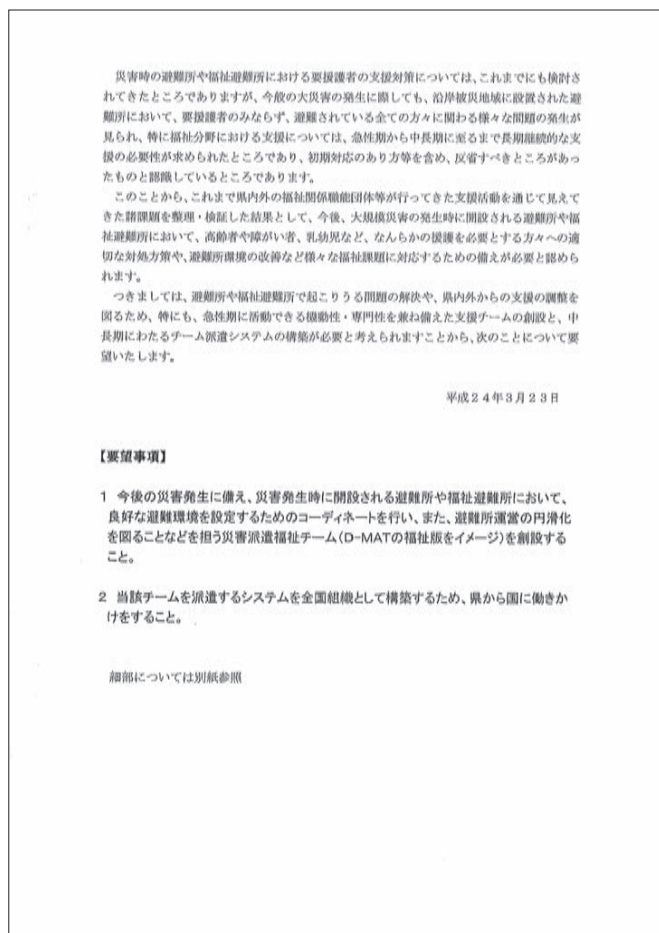 災害時の避難所や福祉避難所における要援護者の支援対策については、これまでにも検討さ
れてきたところでありますが、今般の大災害の発生に際しても、沿岸被災地域に設置された避
難所において、要援護者のみならず、避難されている全ての方々に関わる様々な問題の発生が
見られ、特に福祉分野における支援については、急性期から中長期に至るまで長期継続的な支
援の必要性が求められたところであり、初期対応のあり方等を含め、反省すべきところがあっ
たものと認識しているところであります。
このことから、これまで県内外の福祉関係職能団体等が行ってきた支援活動を通じて見えて
きた諸課題を整理・検証した結果として、今後、大規模災害の発生時に開設される避難所や福
祉避難所において、高齢者や障がい者、乳幼児など、なんらかの援護を必要とする方々への適
切な対処方策や、避難所環境の改善など様々な福祉課題に対応するための備えが必要と認めら
れます。
つきましては、避難所や福祉避難所で起こりうる問題の解決や、県内外からの支援の調整を
図るため、特にも、急性期に活動できる機動性・専門性を兼ね備えた支援チームの創設と、中
長期にわたるチーム派遣システムの構築が必要と考えられますことから、次のことについて要
望いたします。
平成24年3月23日
【要望事項】
1 今後の災害発生に備え、災害発生時に開設される避難所や福祉避難所において、
良好な避難環境を設定するためのコーディネートを行い、また、避難所運営の円滑化
を図ることなどを担う災害派遣福祉チーム(D-MATの福祉版をイメージ)を創設する
こと。
2 当該チームを派遣するシステムを全国組織として構築するため、県から国に働きか
けをすること。
細部については別紙参照